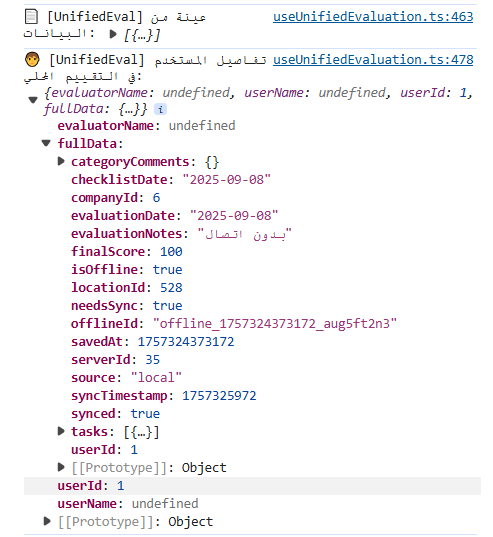 📄 [UnifiedEval] عينة من البيانات: ▶ [{…}] useUnifiedEvaluation.ts:463
🧑 [UnifiedEval] تفاصيل المستخدم في التقييم المحلي: useUnifiedEvaluation.ts:478
▼ {evaluatorName: undefined, userName: undefined, userId: 1, fullData: {…}} i
evaluatorName: undefined
▼ fullData:
▶ categoryComments: {}
checklistDate: "2025-09-08"
companyId: 6
evaluationDate: "2025-09-08"
evaluationNotes: "بدون اتصال"
finalScore: 100
isOffline: true
locationId: 528
needsSync: true
offlineId: "offline_1757324373172_aug5ft2n3"
savedAt: 1757324373172
serverId: 35
source: "local"
syncTimestamp: 1757325972
synced: true
▶ tasks: [{…}]
userId: 1
▶ [[Prototype]]: Object
userId: 1
userName: undefined
▶ [[Prototype]]: Object